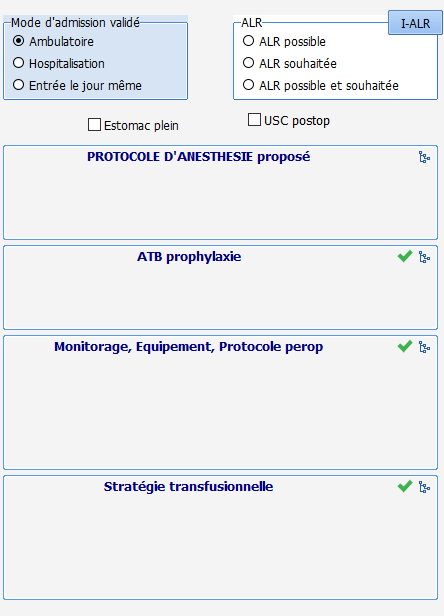 Mode d'admission validé
Ambulatoire
Hospitalisation
Entrée le jour même
ALR
I-ALR
ALR possible
ALR souhaitée
ALR possible et souhaitée
Estomac plein
USC postop
PROTOCOLE D'ANESTHESIE proposé
ATB prophylaxie
Monitorage, Equipement, Protocole perop
Stratégie transfusionnelle